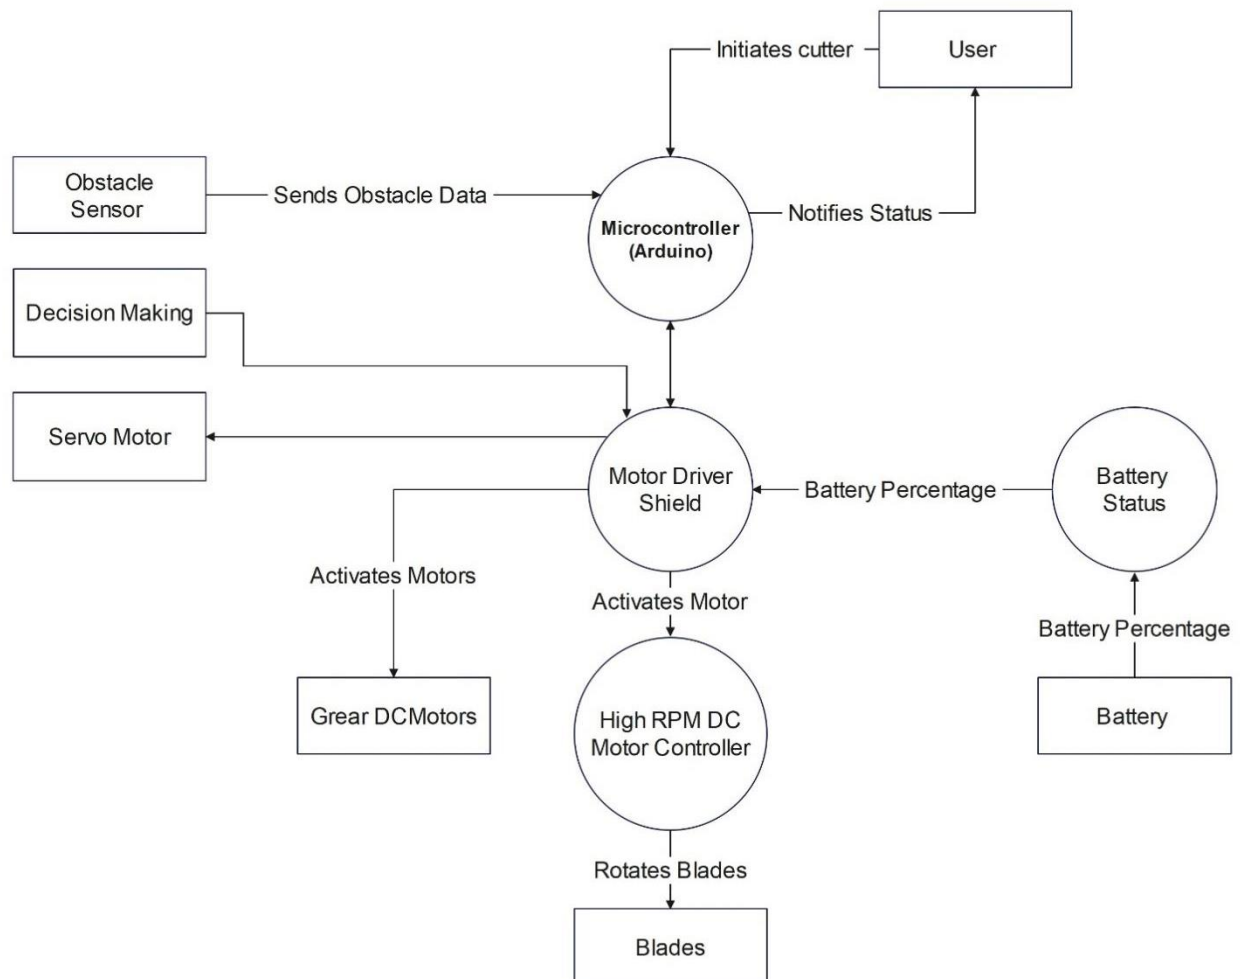 Initiates cutter
User
Obstacle
Sensor
Sends Obstacle Data
Microcontroller
(Arduino)
Notifies Status
Decision Making
Servo Motor
Motor Driver
Shield
Battery Percentage
Battery
Status
Activates Motors
Activates Motor
Battery Percentage
Grear DCMotors
High RPM DC
Motor Controller
Battery
Rotates Blades
Blades